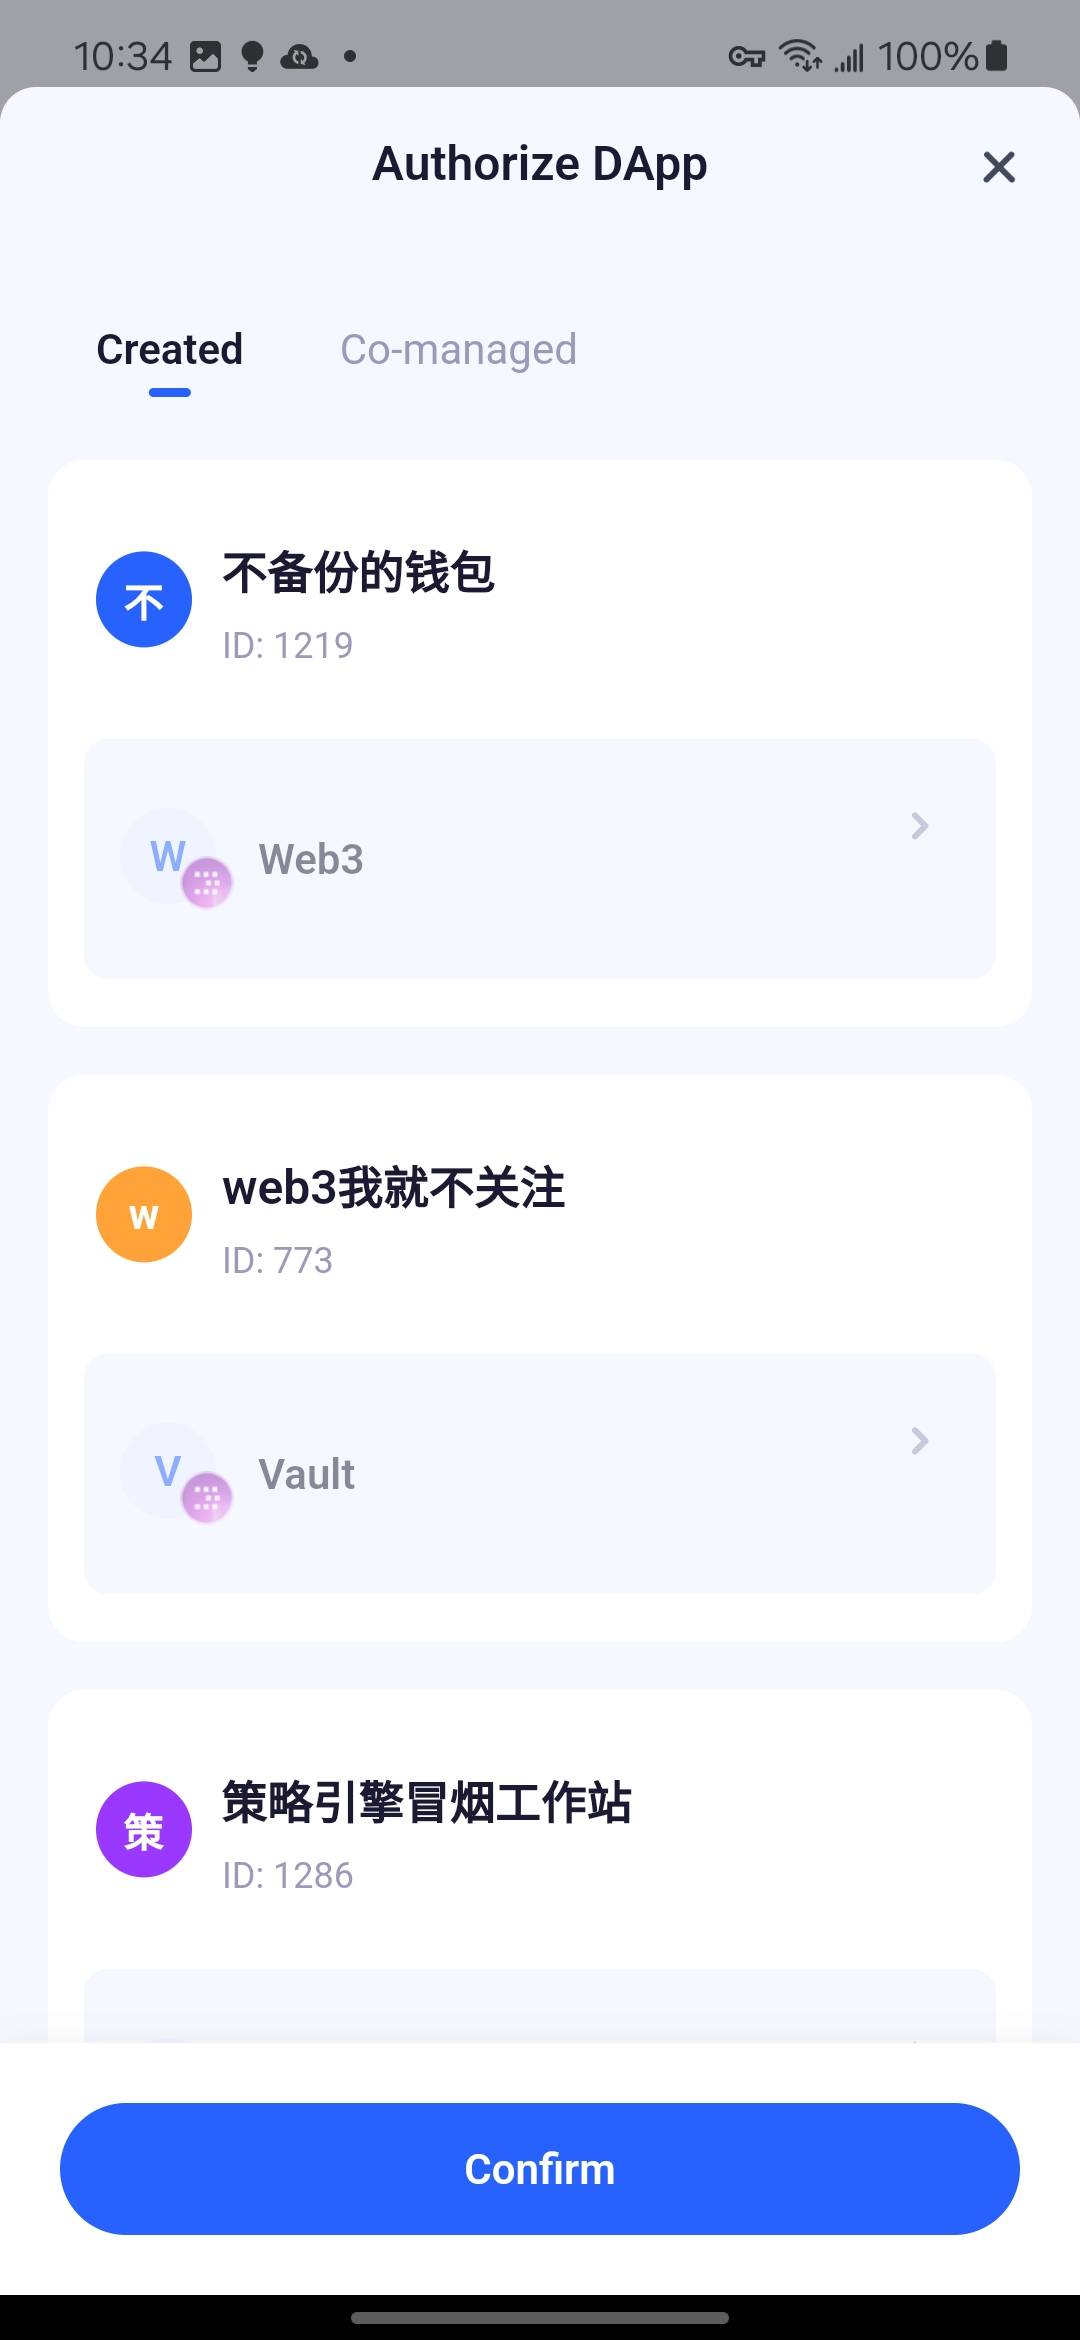 10:34 100%
Authorize DApp
Created Co-managed
不
不备份的钱包
ID: 1219
W
Web3
w
web3我就不关注
ID: 773
V
Vault
策
策略引擎冒烟工作站
ID: 1286
Confirm